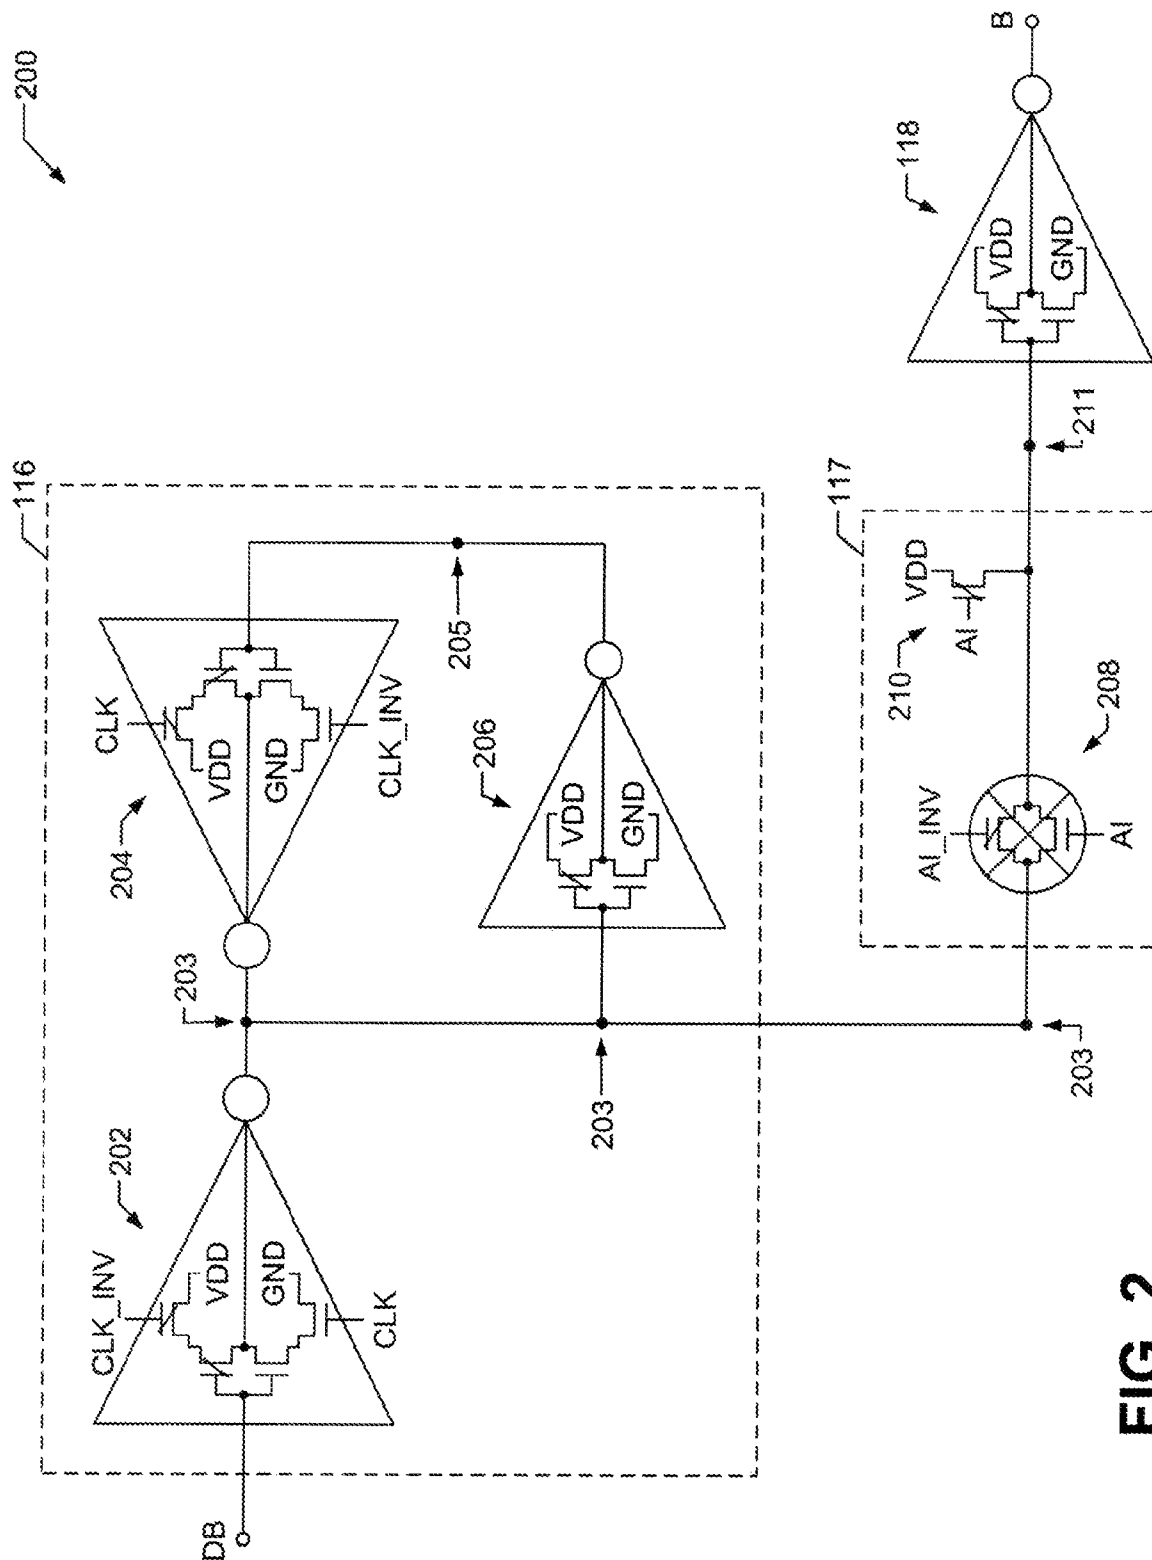 200
116
DB
202
CLK_INV
VDD
GND
CLK
203
204
CLK
VDD
GND
CLK_INV
205
206
VDD
GND
203
203
117
AI_INV
AI
208
210
VDD
AI
211
118
VDD
GND
B
FIG. 2